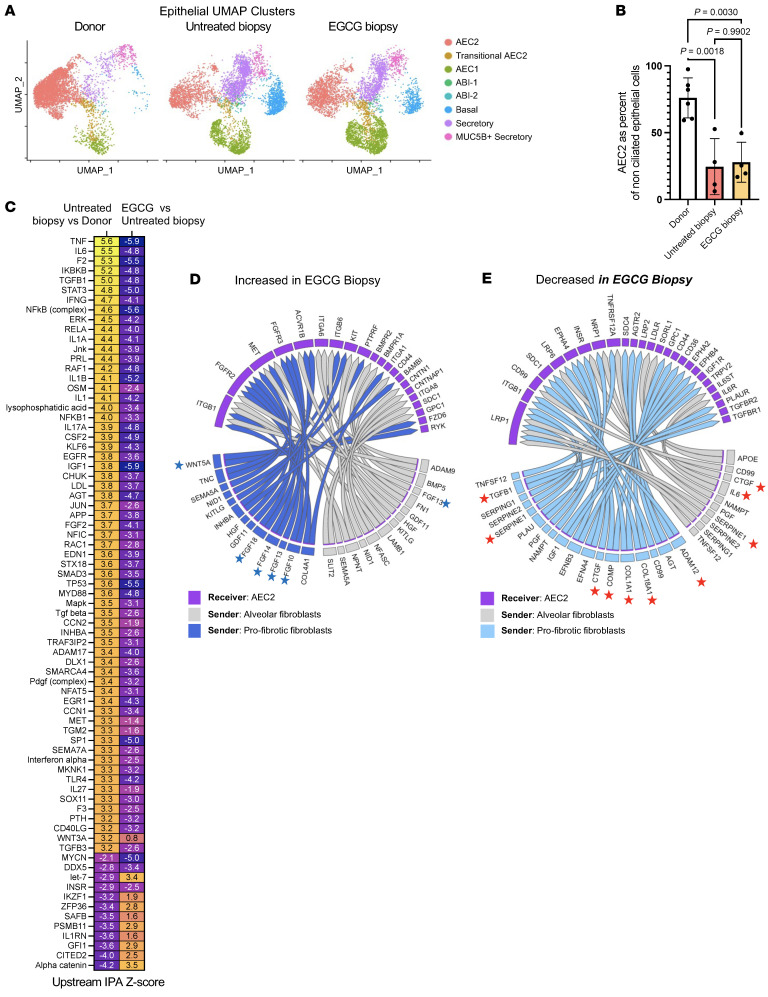 A
Epithelial UMAP Clusters
Donor
Untreated biopsy
EGCG biopsy
UMAP_2
UMAP_1
UMAP_1
UMAP_1
AEC2
Transitional AEC2
AEC1
ABI-1
ABI-2
Basal
Secretory
MUC5B+ Secretory
B
P = 0.0030
P = 0.9902
P = 0.0018
AEC2 as percent
of non ciliated epithelial cells
100
50
0
Donor
Untreated biopsy
EGCG biopsy
C
Untreated biopsy vs Donor
EGCG vs Untreated biopsy
TNF 5.6 -5.9
IL6 5.5 -4.8
F2 5.3 -5.5
IKBKB 5.2 -4.8
TGFB1 5.0 -4.8
STAT3 4.8 -5.0
IFNG 4.7 -4.1
NFkB (complex) 4.6 -5.6
ERK 4.4 -4.2
RELA 4.4 -4.0
IL1A 4.4 -4.1
Jnk 4.4 -3.9
PRL 4.4 -3.9
RAF1 4.2 -4.8
IL1B 4.1 -5.2
OSM 4.1 -2.4
IL1 4.1 -4.2
lysophosphatidic acid 4.0 -3.4
NFKB1 4.0 -3.3
IL17A 3.9 -4.8
CSF2 3.9 -4.9
KLF6 3.9 -4.3
EGFR 3.8 -3.6
IGF1 3.8 -5.9
CHUK 3.8 -3.7
LDL 3.8 -3.7
AGT 3.8 -4.7
JUN 3.7 -2.6
APP 3.7 -3.8
FGF2 3.7 -4.1
NFIC 3.7 -3.1
RAC1 3.7 -2.8
EDN1 3.6 -3.9
STX18 3.6 -3.7
SMAD3 3.6 -3.5
TP53 3.6 -5.5
MYD88 3.6 -4.8
Mapk 3.5 -3.1
Tgf beta 3.5 -2.6
CCN2 3.5 -1.9
INHBA 3.5 -2.6
TRAF3IP2 3.5 -3.1
ADAM17 3.4 -4.0
DLX1 3.4 -2.6
SMARCA4 3.4 -3.6
Pdgf (complex) 3.4 -3.2
NFAT5 3.4 -3.1
EGR1 3.4 -4.3
CCN1 3.3 -3.4
MET 3.3 -1.4
TGM2 3.3 -1.6
SP1 3.3 -5.0
SEMA7A 3.3 -2.6
Interferon alpha 3.3 -2.5
MKNK1 3.3 -3.2
TLR4 3.3 -4.2
IL27 3.3 -1.9
SOX11 3.3 -3.0
F3 3.3 -2.5
PTH 3.2 -3.2
CD40LG 3.2 -3.2
WNT3A 3.2 0.8
TGFB3 3.2 -2.6
MYCN -2.1 -5.0
DDX5 -2.8 -3.4
let-7 -2.9 3.4
INSR -2.9 -2.5
IKZF1 -3.2 1.9
ZFP36 -3.4 2.8
SAFB -3.5 1.6
PSMB11 -3.5 2.9
IL1RN -3.6 1.6
GFI1 -3.6 2.9
CITED2 -4.0 2.5
Alpha catenin -4.2 3.5
Upstream IPA Z-score
D
Increased in EGCG Biopsy
ITGB1
FGFR2
MET
FGFR3
ACVR1B
ITGA6
ITGB6
KIT
PTPRF
BMPR2
BMPR1A
ITGA2
CD44
BAMBI
CNTN1
CNTNAP1
ITGA8
SDC1
GPC1
FZD6
RYK
ADAM9
BMP5
FGF13
FN1
GDF11
HGF
KITLG
LAMB1
NFASC
NID1
NPNT
SEMA5A
SLIT2
COL4A1
FGF10
FGF13
FGF14
FGF18
GDF11
HGF
INHBA
KITLG
NID1
SEMA5A
TNC
WNT5A
Receiver: AEC2
Sender: Alveolar fibroblasts
Sender: Pro-fibrotic fibroblasts
E
Decreased in EGCG Biopsy
LRP1
ITGB1
SDC1
CD99
LRP6
EPHA4
INSR
NRP1
TNFRSF12A
SDC4
AGTR2
LRP2
LDLR
SORL1
GPC1
CD44
CD36
EPHA2
EPHB4
IGF1R
TRPV2
IL6ST
IL6R
PLAUR
TGFBR2
TGFBR1
APOE
CD99
CTGF
IL6
NAMPT
PGF
SERPINE1
SERPINE2
SERPING1
TNFSF12
ADAM12
AGT
CD99
COL18A1
COL1A1
COMP
CTGF
EFNA4
EFNB3
IGF1
NAMPT
PGF
PLAU
SERPINE1
SERPINE2
SERPING1
TGFB1
TNFSF12
Receiver: AEC2
Sender: Alveolar fibroblasts
Sender: Pro-fibrotic fibroblasts